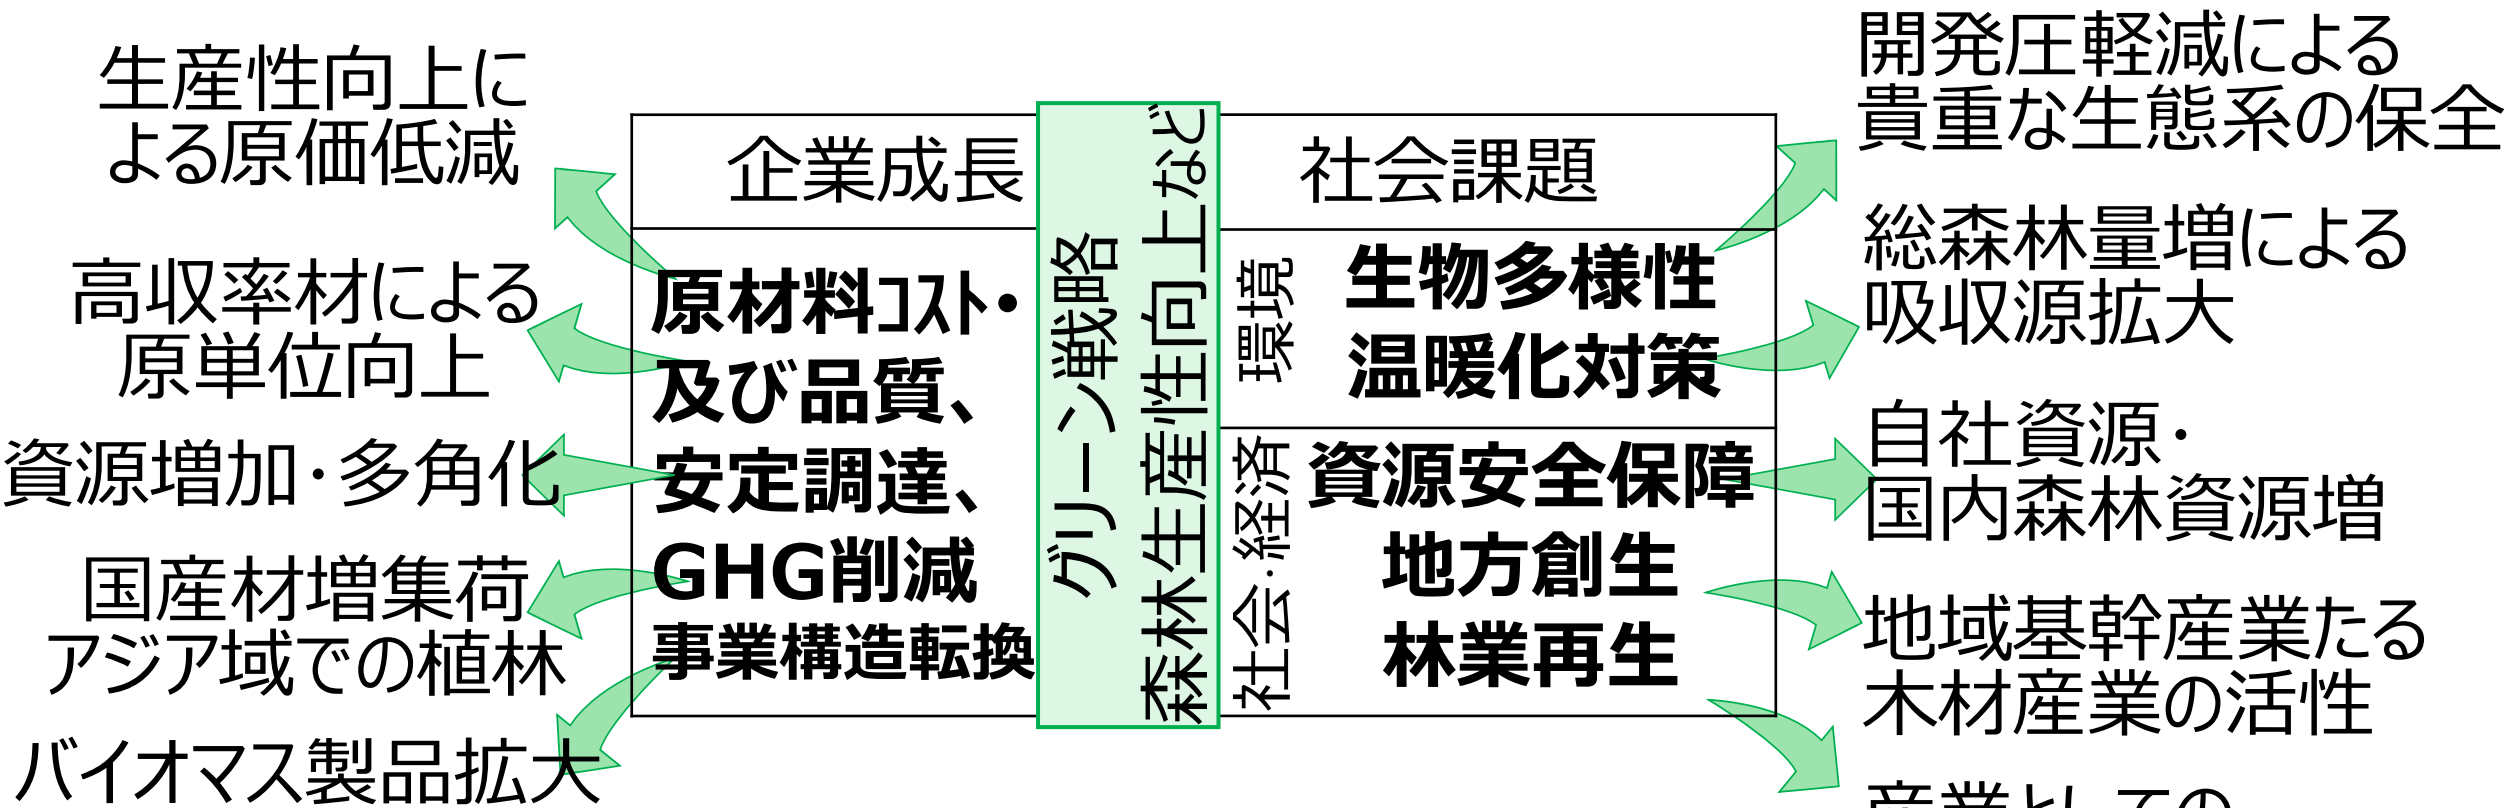 生産性向上に
よる原価低減
高収益材による
原単位向上
資源増加・多角化
国産材増集荷
アジア地域での植林
バイオマス製品拡大
企業成長
原材料コスト・
及び品質、
安定調達、
GHG削減
事業構造転換
グリーン
森林生産性向上など
社会課題
環境
生物多様性
温暖化対策
社会・経済
資源安全保障
地方創生
林業再生
開発圧軽減による
貴重な生態系の保全
総森林量増による
吸収源拡大
自社資源・
国内森林資源増
地域基幹産業たる
木材産業の活性